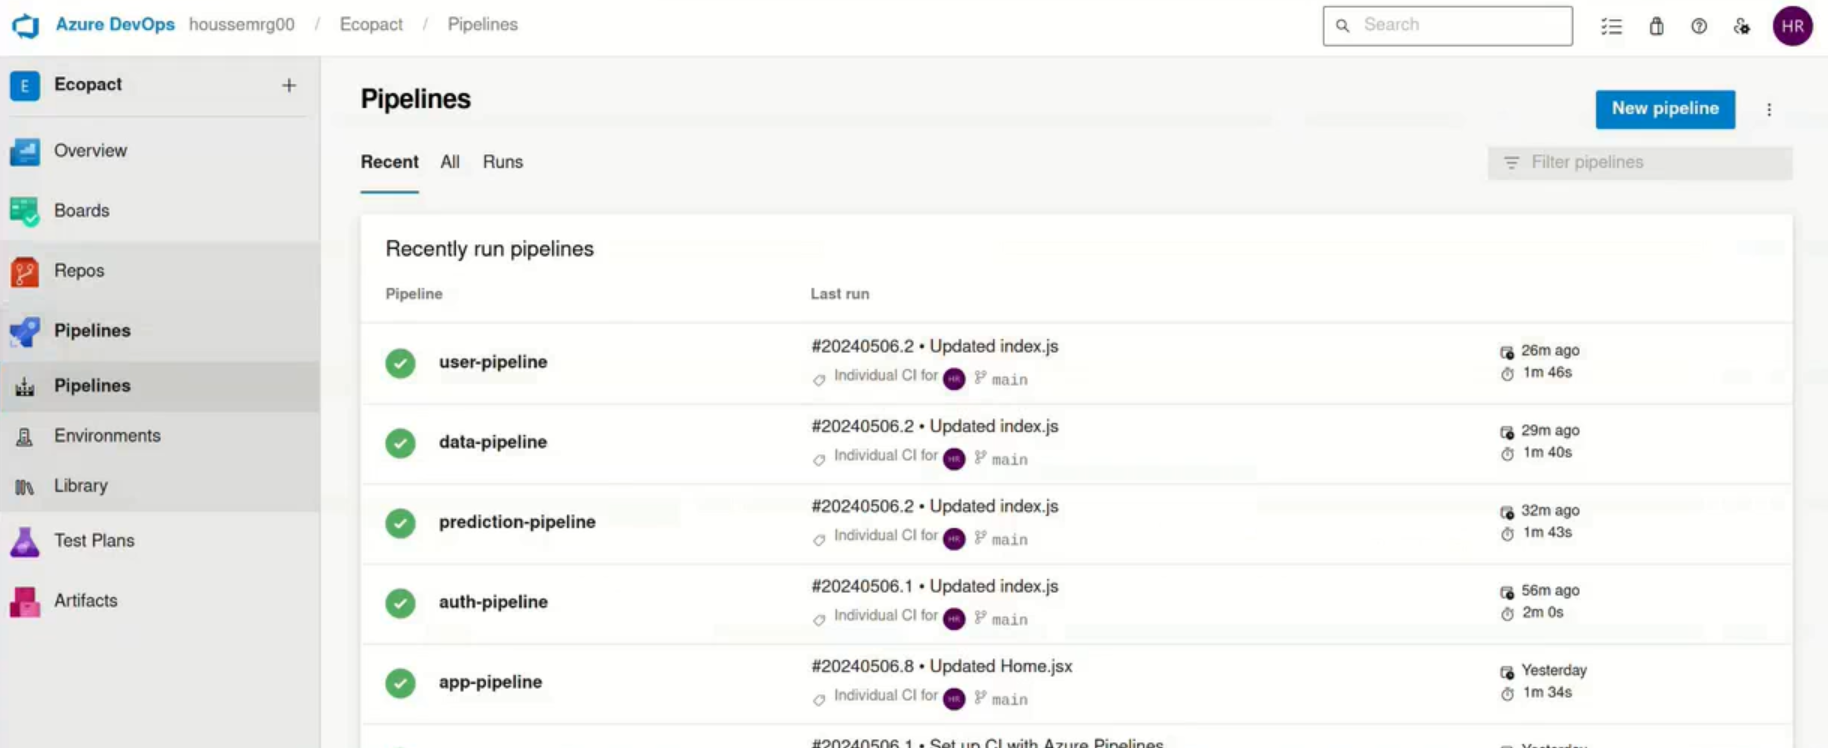 Azure DevOps houssemrg00 / Ecopact / Pipelines
Search
HR
E Ecopact +
Overview
Boards
Repos
Pipelines
Pipelines
Environments
Library
Test Plans
Artifacts
Pipelines
New pipeline
Recent All Runs
Filter pipelines
Recently run pipelines
Pipeline Last run
user-pipeline
#20240506.2 • Updated index.js
Individual CI for HR main
26m ago
1m 46s
data-pipeline
#20240506.2 • Updated index.js
Individual CI for HR main
29m ago
1m 40s
prediction-pipeline
#20240506.2 • Updated index.js
Individual CI for HR main
32m ago
1m 43s
auth-pipeline
#20240506.1 • Updated index.js
Individual CI for HR main
56m ago
2m 0s
app-pipeline
#20240506.8 • Updated Home.jsx
Individual CI for HR main
Yesterday
1m 34s
#20240506.1 • Set up CI with Azure Pipelines
Yesterday